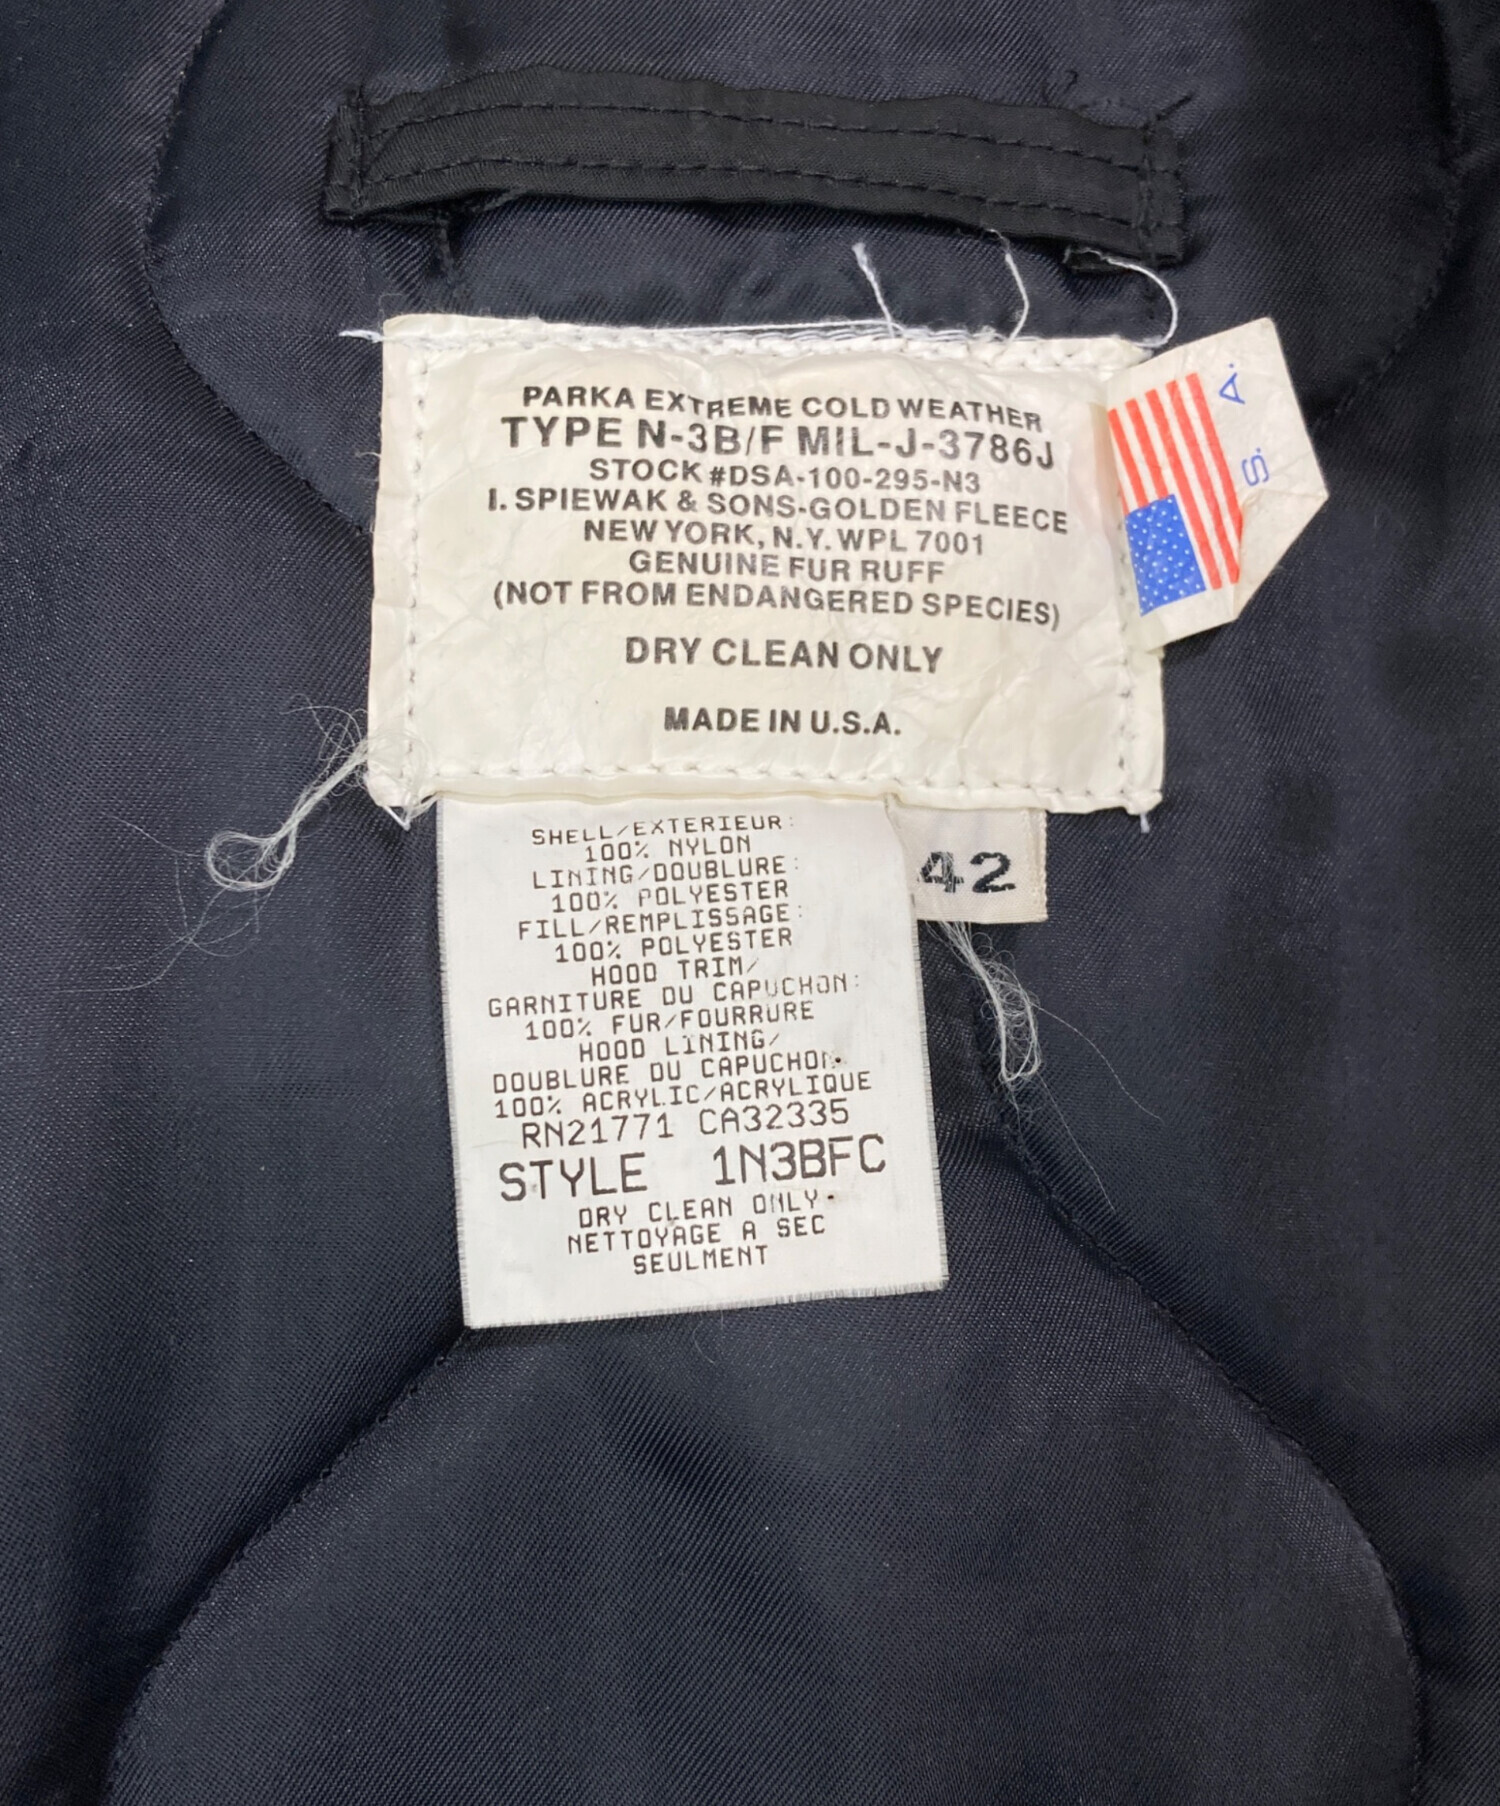 PARKA EXTREME COLD WEATHER
TYPE N-3B/F MIL-J-3786J
STOCK #DSA-100-295-N3
I. SPIEWAK & SONS-GOLDEN FLEECE
NEW YORK, N.Y. WPL 7001
GENUINE FUR RUFF
(NOT FROM ENDANGERED SPECIES)
DRY CLEAN ONLY
MADE IN U.S.A.
S. A.
42
SHELL/EXTERIEUR:
100% NYLON
LINING/DOUBLURE:
100% POLYESTER
FILL/REMPLISSAGE:
100% POLYESTER
HOOD TRIM/
GARNITURE DU CAPUCHON:
100% FUR/FOURRURE
HOOD LINING/
DOUBLURE DU CAPUCHON:
100% ACRYLIC/ACRYLIQUE
RN21771 CA32335
STYLE 1N3BFC
DRY CLEAN ONLY
NETTOYAGE A SEC
SEULMENT